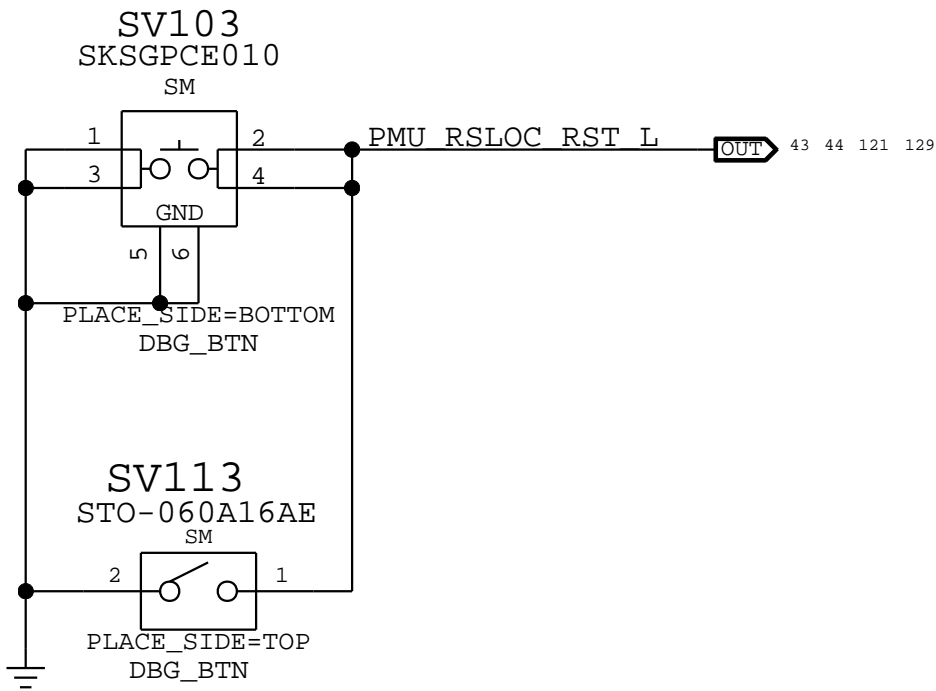 SV103
SKSGPCE010
SM
1
2
PMU_RSLOC_RST_L
OUT
43 44 121 129
3
4
GND
5
6
PLACE_SIDE=BOTTOM
DBG_BTN
SV113
STO-060A16AE
SM
2
1
PLACE_SIDE=TOP
DBG_BTN